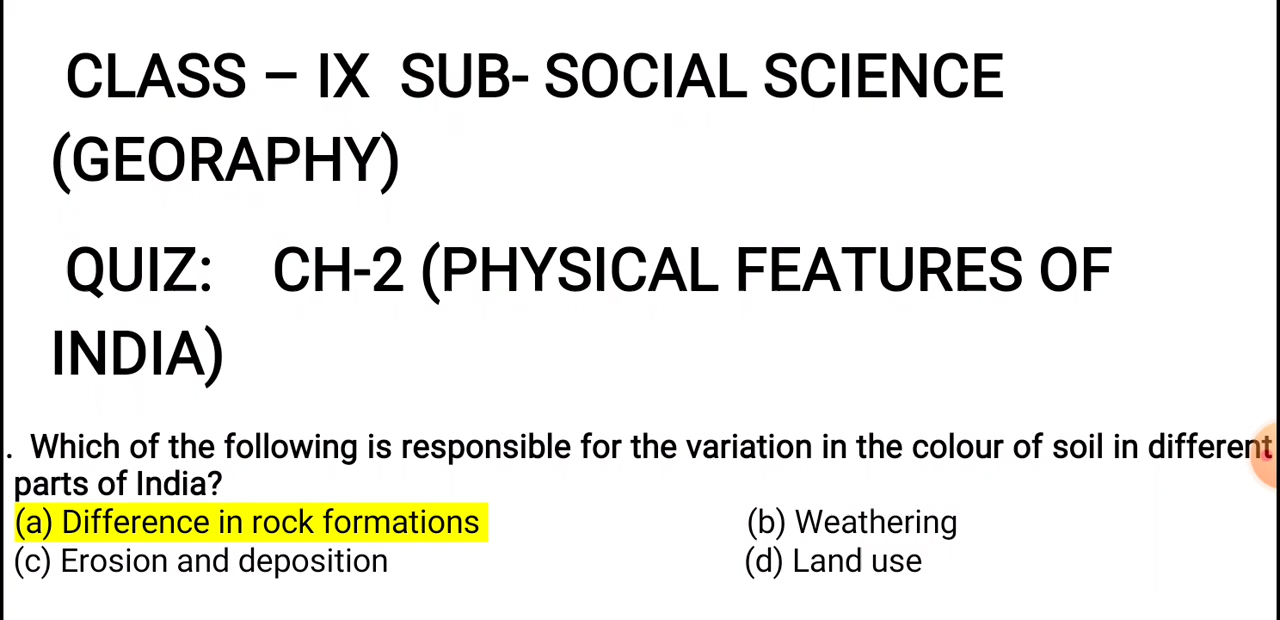 CLASS – IX SUB- SOCIAL SCIENCE
(GEORAPHY)
QUIZ: CH-2 (PHYSICAL FEATURES OF
INDIA)
. Which of the following is responsible for the variation in the colour of soil in different
parts of India?
(a) Difference in rock formations (b) Weathering
(c) Erosion and deposition (d) Land use